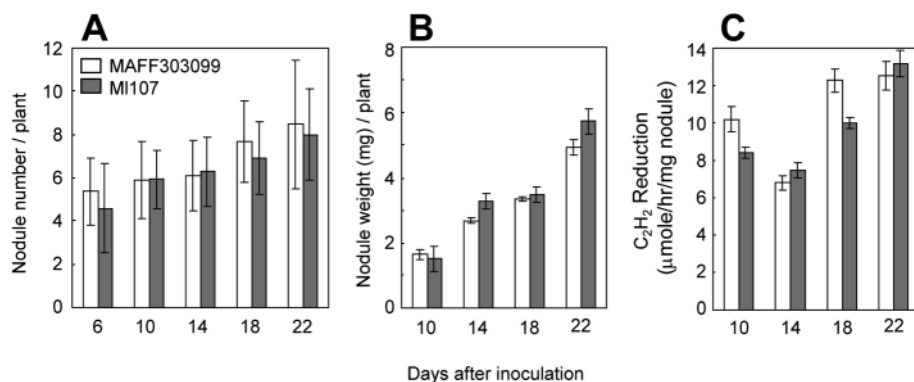 A
Nodule number / plant
12
10
8
6
4
2
0
MAFF303099
MI107
6 10 14 18 22
B
Nodule weight (mg) / plant
8
6
4
2
0
10 14 18 22
C
C₂H₂ Reduction
(μmole/hr/mg nodule)
14
12
10
8
6
4
2
0
10 14 18 22
Days after inoculation